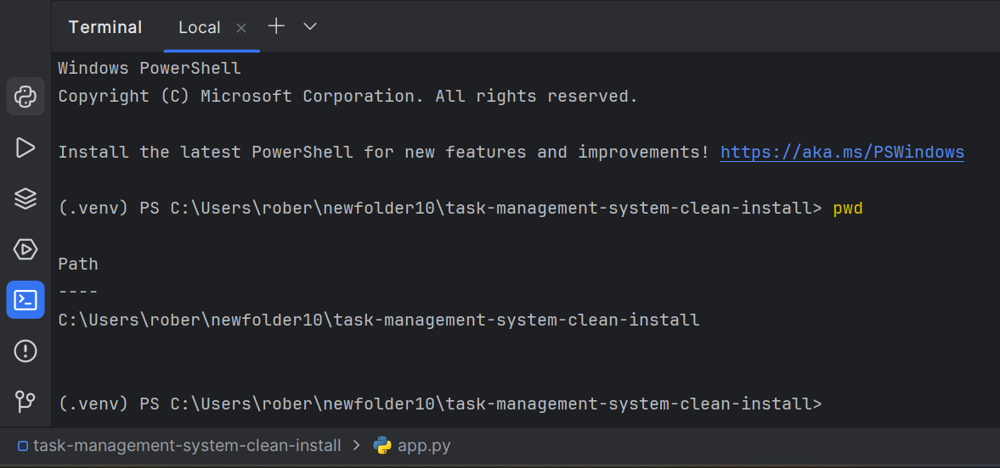 Terminal Local
Windows PowerShell
Copyright (C) Microsoft Corporation. All rights reserved.
Install the latest PowerShell for new features and improvements! https://aka.ms/PSWindows
(.venv) PS C:\Users\rober\newfolder10\task-management-system-clean-install> pwd
Path
----
C:\Users\rober\newfolder10\task-management-system-clean-install
(.venv) PS C:\Users\rober\newfolder10\task-management-system-clean-install>
task-management-system-clean-install > app.py